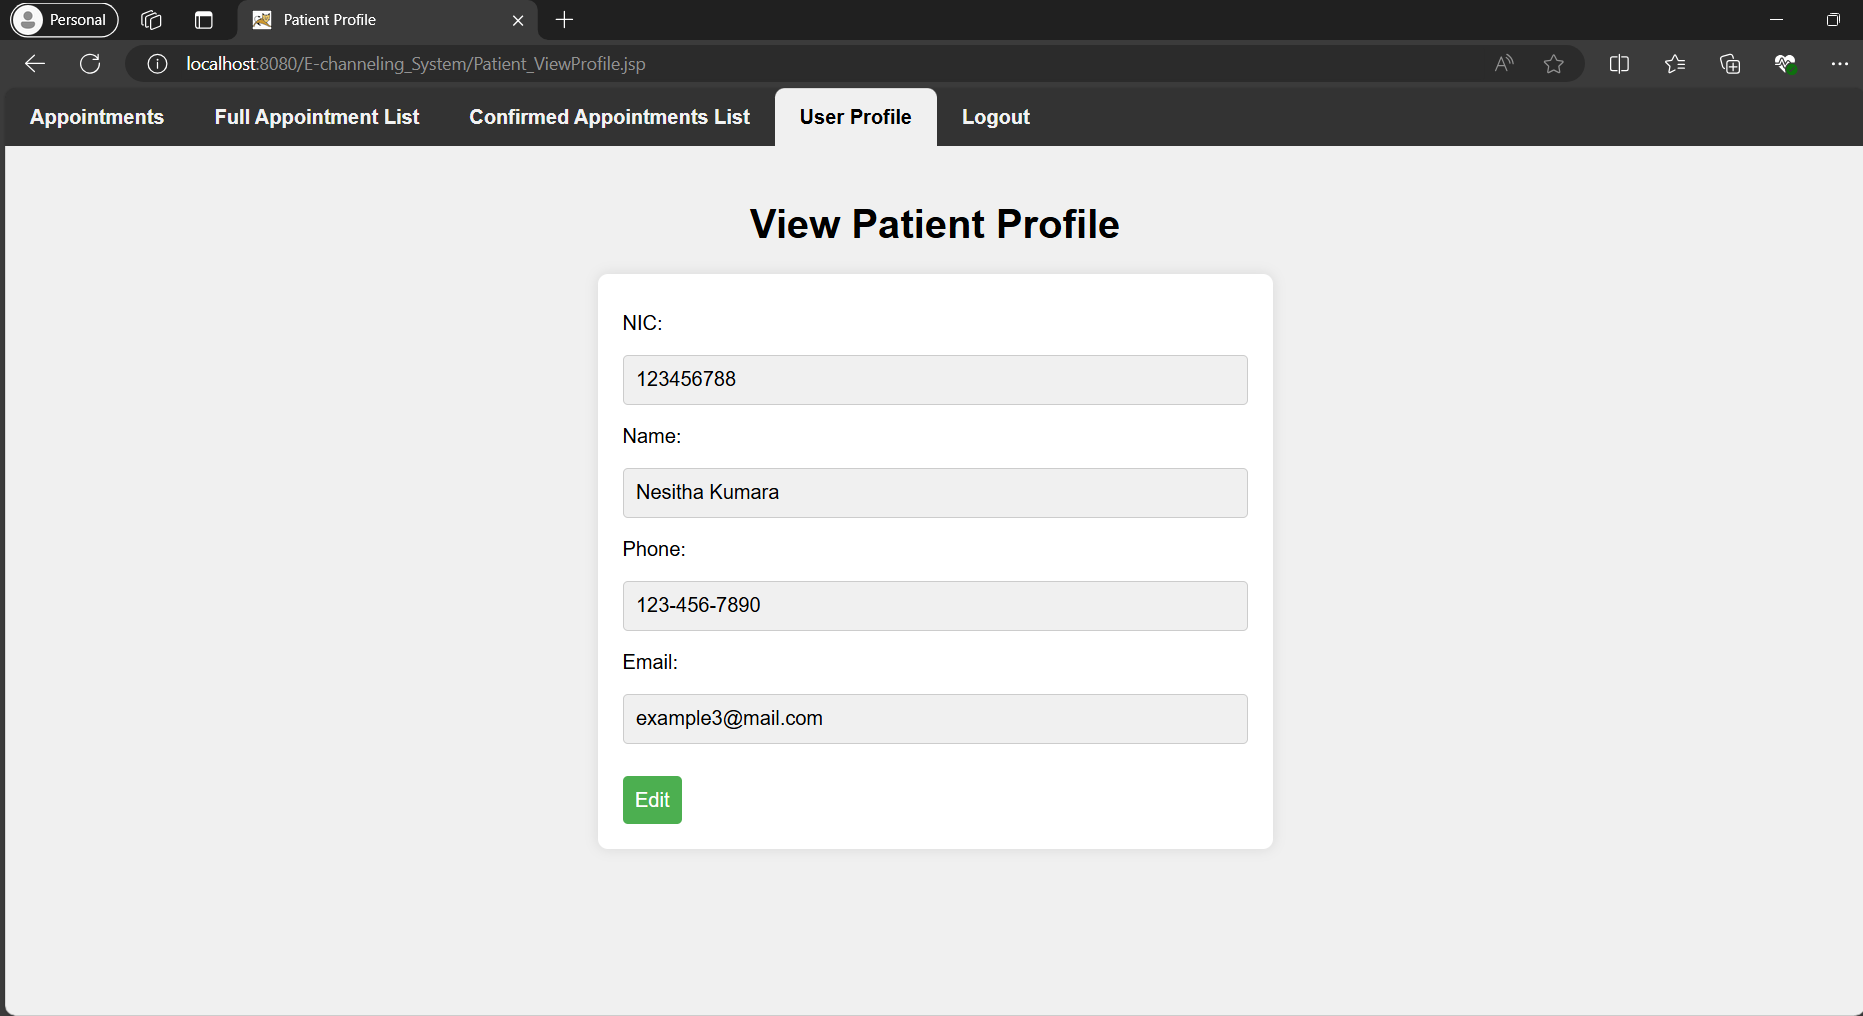 Personal
Patient Profile
localhost:8080/E-channeling_System/Patient_ViewProfile.jsp
Appointments Full Appointment List Confirmed Appointments List User Profile Logout
View Patient Profile
NIC:
123456788
Name:
Nesitha Kumara
Phone:
123-456-7890
Email:
example3@mail.com
Edit